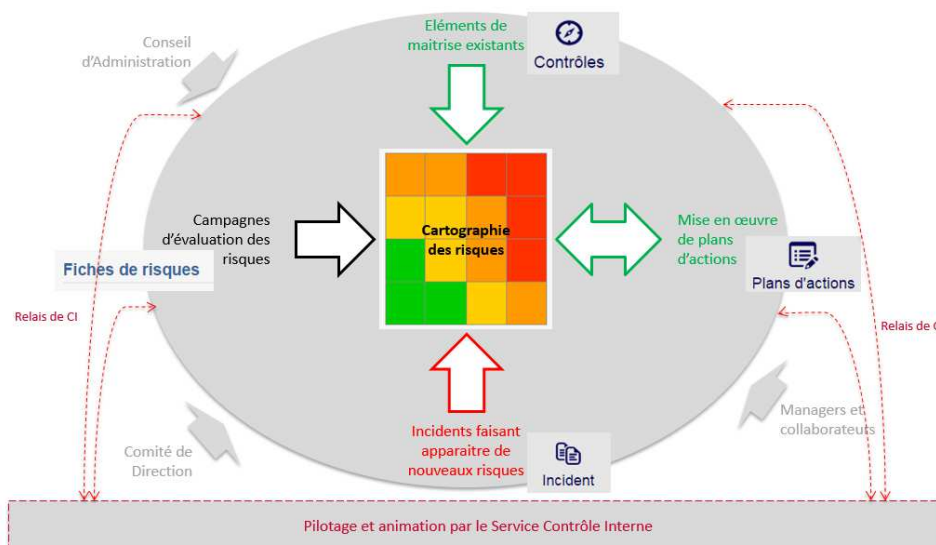 Conseil
d'Administration
Eléments de
maitrise existants
Contrôles
Campagnes
d'évaluation des
risques
Fiches de risques
Cartographie
des risques
Mise en œuvre
de plans
d'actions
Plans d'actions
Relais de CI
Relais de C
Incidents faisant
apparaitre de
nouveaux risques
Incident
Comité de
Direction
Managers et
collaborateurs
Pilotage et animation par le Service Contrôle Interne